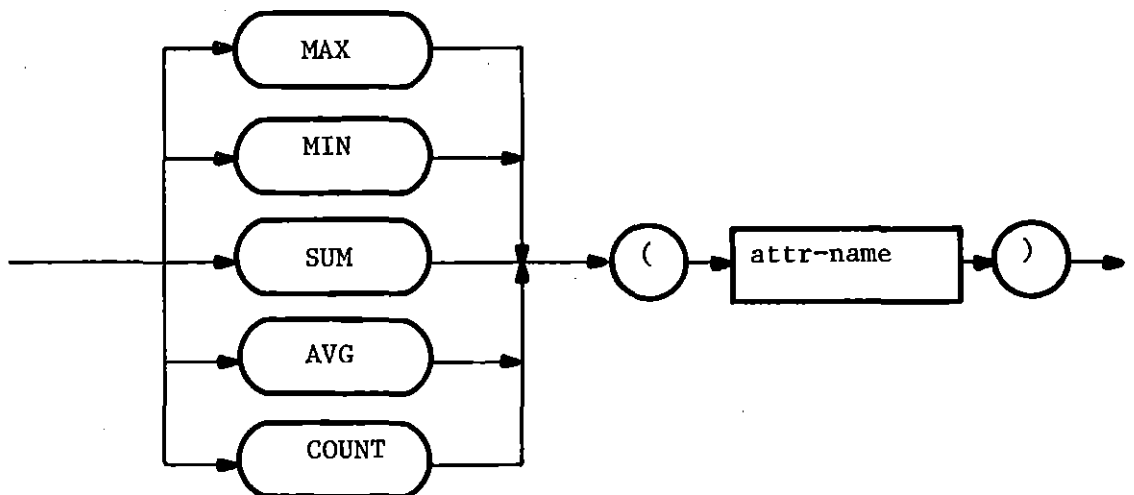 MAX
MIN
SUM
( attr-name )
AVG
COUNT